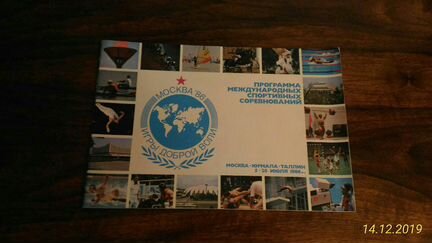 МОСКВА'86
ИГРЫ ДОБРОЙ ВОЛИ
ПРОГРАММА
МЕЖДУНАРОДНЫХ
СПОРТИВНЫХ
СОРЕВНОВАНИЙ
МОСКВА·ЮРМАЛА·ТАЛЛИН
5-20 ИЮЛЯ 1986
14.12.2019